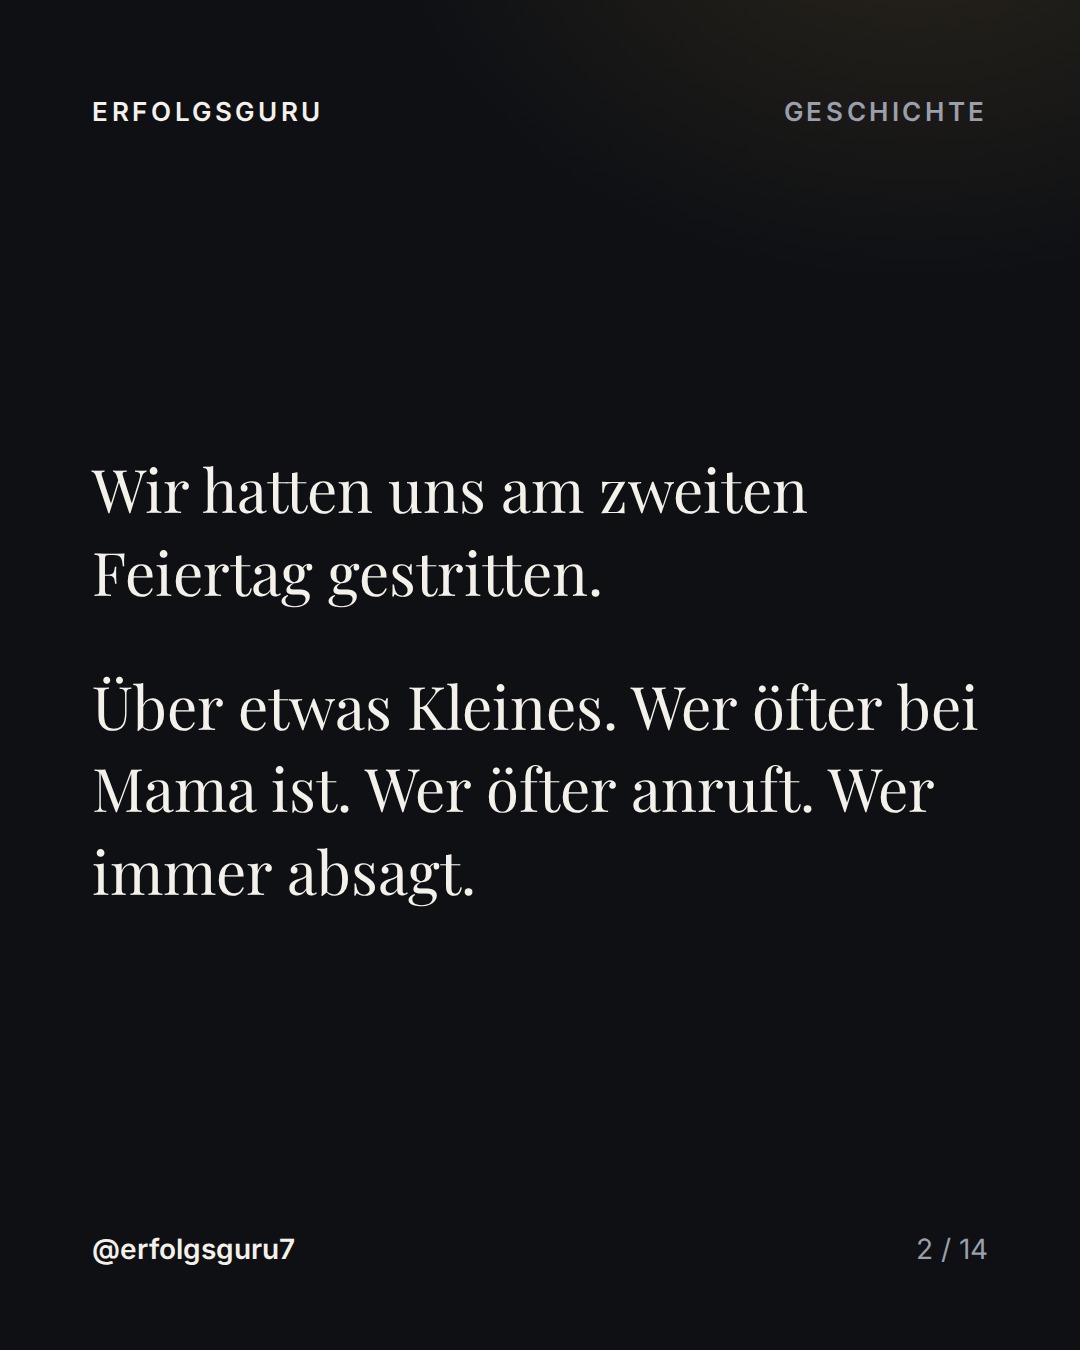 ERFOLGSGURU
GESCHICHTE
Wir hatten uns am zweiten
Feiertag gestritten.
Über etwas Kleines. Wer öfter bei
Mama ist. Wer öfter anruft. Wer
immer absagt.
@erfolgsguru7
2 / 14